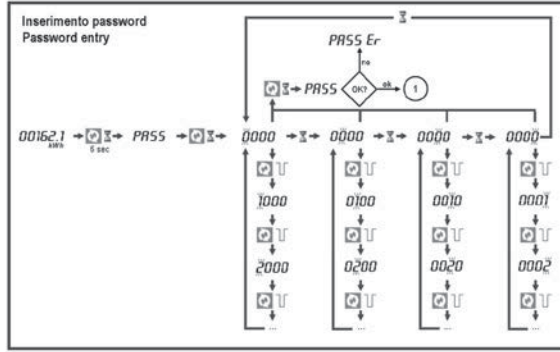 Inserimento password
Password entry
PASS Er
no
PASS OK? ok 1
00162.1 PASS 0000 0000 0000 0000
kWh
5 sec
1000 0100 0010 0001
2000 0200 0020 0002
... ... ... ...